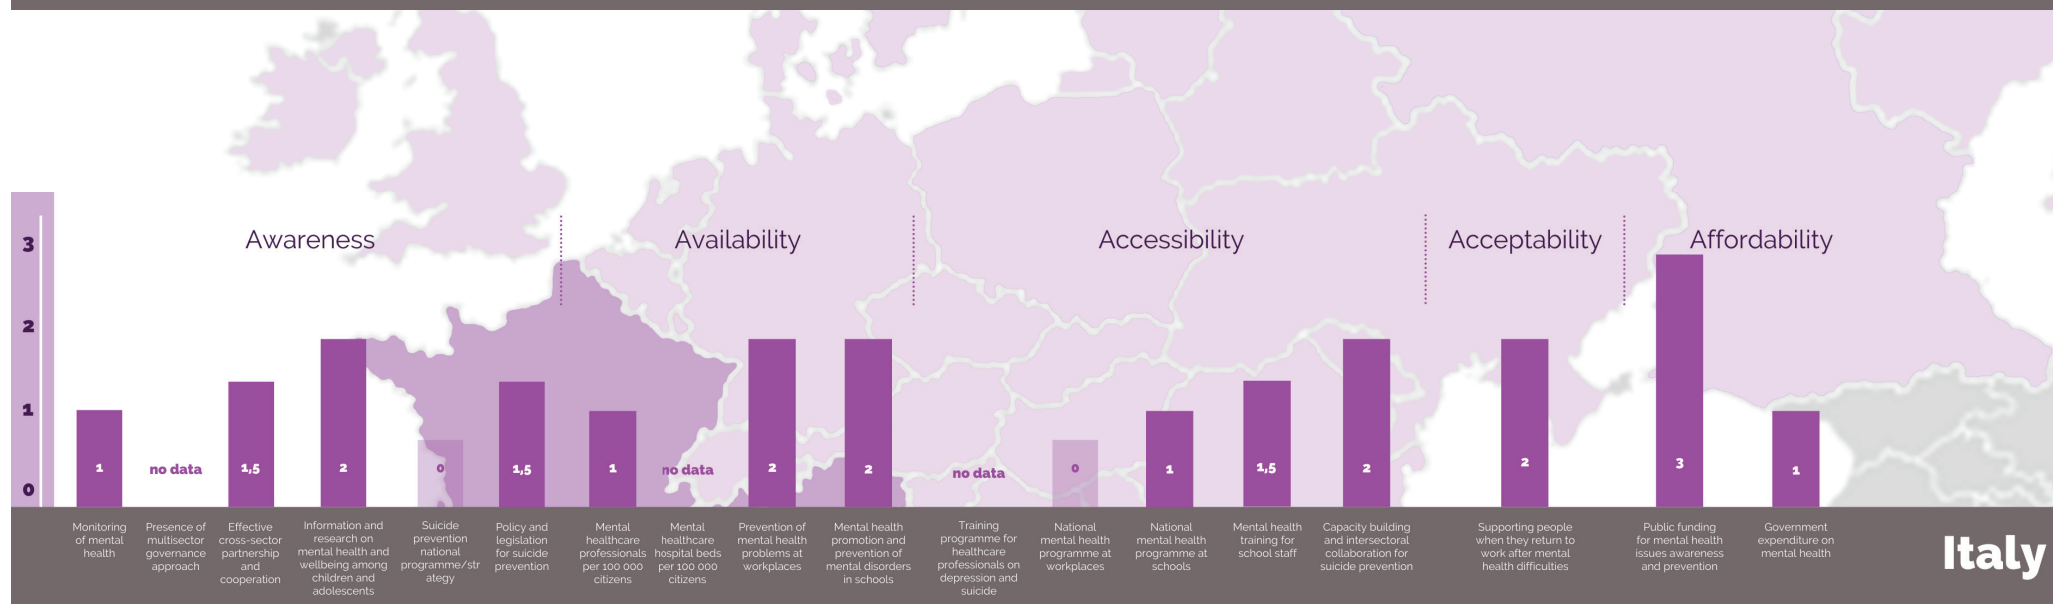 Awareness
Availability
Accessibility
Acceptability
Affordability
3
2
1
0
1
no data
1,5
2
0
1,5
1
no data
2
2
no data
0
1
1,5
2
2
3
1
Monitoring
of mental
health
Presence of
multisector
governance
approach
Effective
cross-sector
partnership
and
cooperation
Information and
research on
mental health and
wellbeing among
children and
adolescents
Suicide
prevention
national
programme/str
ategy
Policy and
legislation
for suicide
prevention
Mental
healthcare
professionals
per 100 000
citizens
Mental
healthcare
hospital beds
per 100 000
citizens
Prevention of
mental health
problems at
workplaces
Mental health
promotion and
prevention of
mental disorders
in schools
Training
programme for
healthcare
professionals on
depression and
suicide
National
mental health
programme at
workplaces
National
mental health
programme at
schools
Mental health
training for
school staff
Capacity building
and intersectoral
collaboration for
suicide prevention
Supporting people
when they return to
work after mental
health difficulties
Public funding
for mental health
issues awareness
and prevention
Government
expenditure on
mental health
Italy